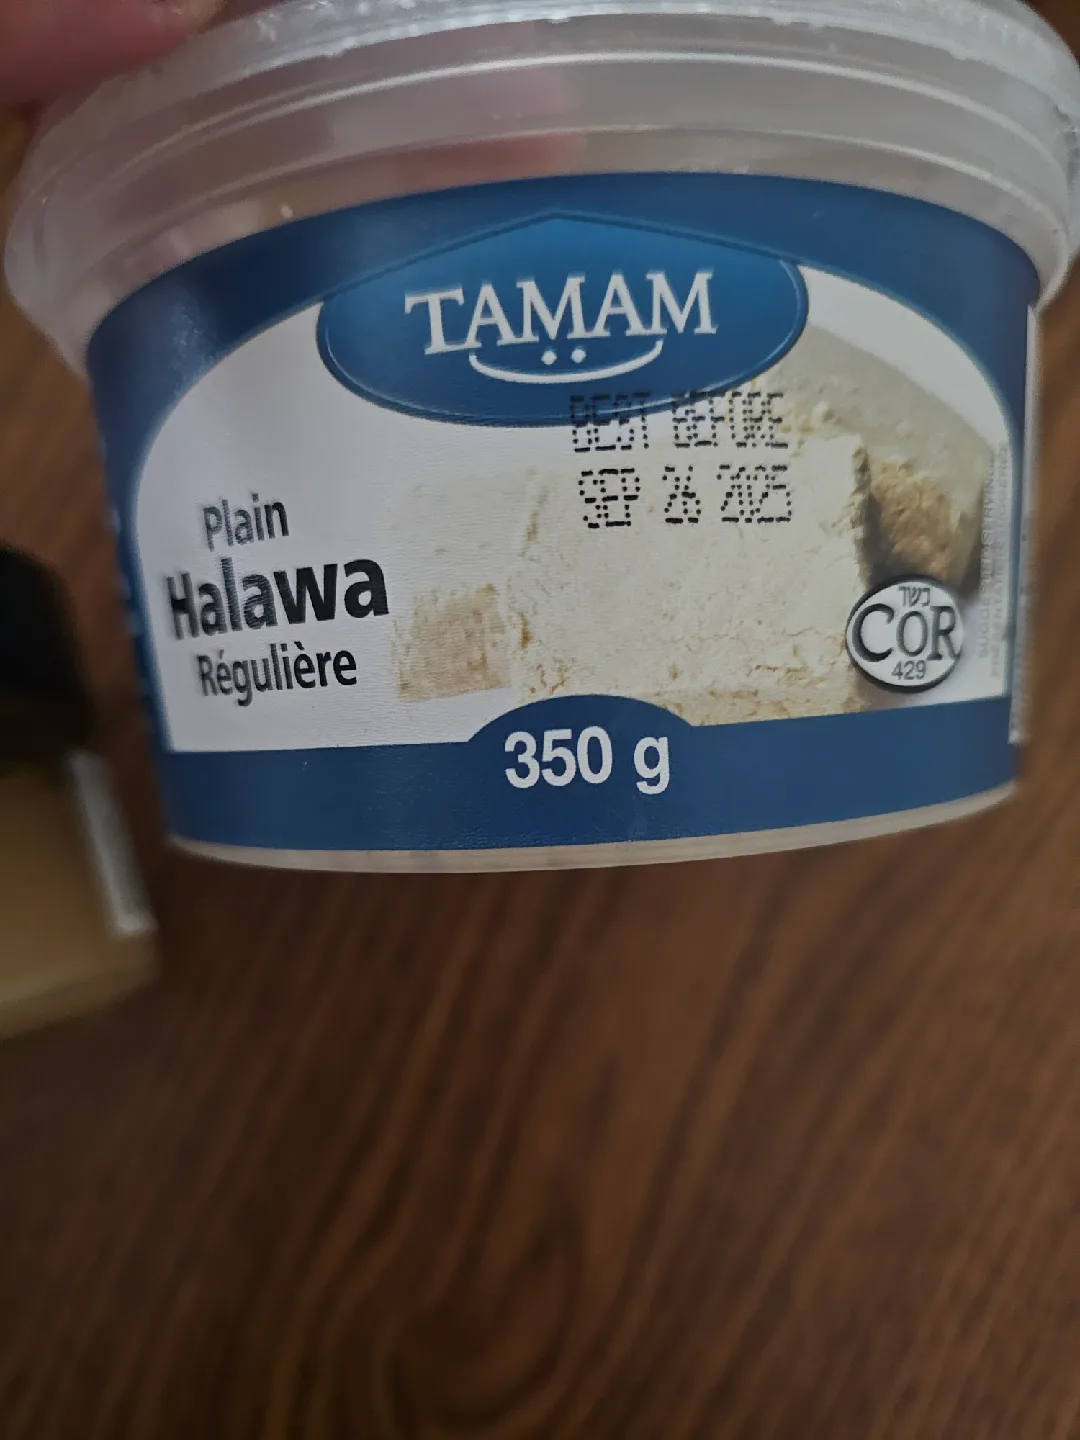 TAMAM
BEST BEFORE
SEP 26 2025
Plain
Halawa
Régulière
כשר
COR
429
350 g